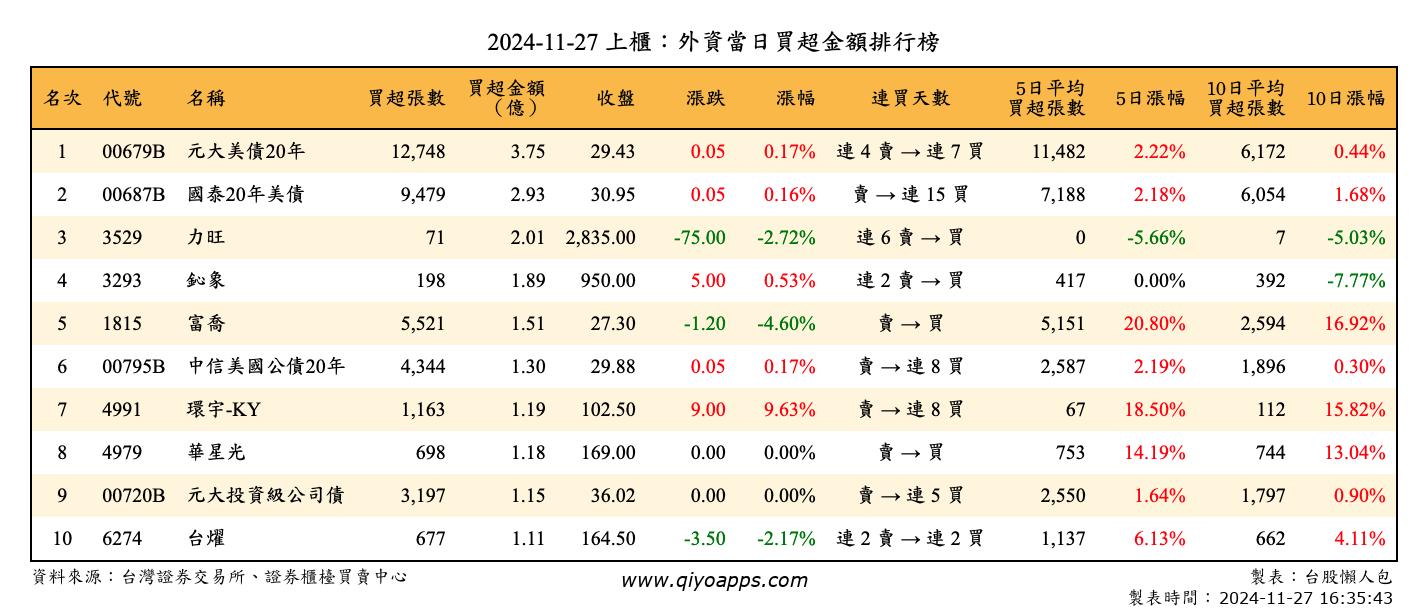 2024-11-27 上櫃：外資當日買超金額排行榜
名次 代號 名稱 買超張數 買超金額（億） 收盤 漲跌 漲幅 連買天數 5日平均買超張數 5日漲幅 10日平均買超張數 10日漲幅
1 00679B 元大美債20年 12,748 3.75 29.43 0.05 0.17% 連 4 賣 → 連 7 買 11,482 2.22% 6,172 0.44%
2 00687B 國泰20年美債 9,479 2.93 30.95 0.05 0.16% 賣 → 連 15 買 7,188 2.18% 6,054 1.68%
3 3529 力旺 71 2.01 2,835.00 -75.00 -2.72% 連 6 賣 → 買 0 -5.66% 7 -5.03%
4 3293 鈊象 198 1.89 950.00 5.00 0.53% 連 2 賣 → 買 417 0.00% 392 -7.77%
5 1815 富喬 5,521 1.51 27.30 -1.20 -4.60% 賣 → 買 5,151 20.80% 2,594 16.92%
6 00795B 中信美國公債20年 4,344 1.30 29.88 0.05 0.17% 賣 → 連 8 買 2,587 2.19% 1,896 0.30%
7 4991 環宇-KY 1,163 1.19 102.50 9.00 9.63% 賣 → 連 8 買 67 18.50% 112 15.82%
8 4979 華星光 698 1.18 169.00 0.00 0.00% 賣 → 買 753 14.19% 744 13.04%
9 00720B 元大投資級公司債 3,197 1.15 36.02 0.00 0.00% 賣 → 連 5 買 2,550 1.64% 1,797 0.90%
10 6274 台燿 677 1.11 164.50 -3.50 -2.17% 連 2 賣 → 連 2 買 1,137 6.13% 662 4.11%
資料來源：台灣證券交易所、證券櫃檯買賣中心 www.qiyoapps.com 製表：台股懶人包
製表時間：2024-11-27 16:35:43